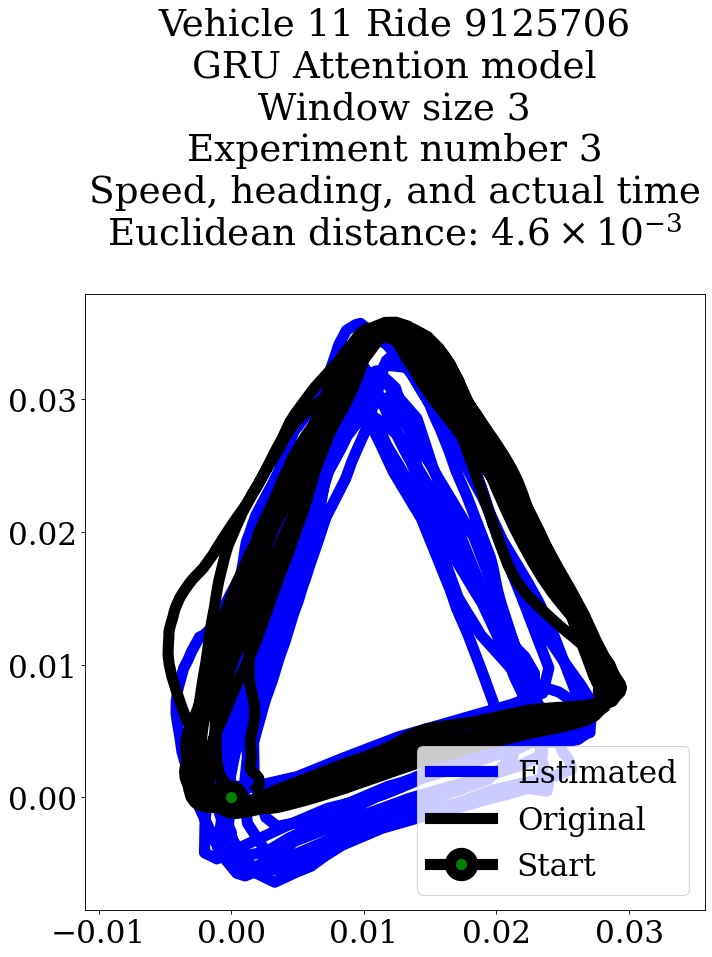 Vehicle 11 Ride 9125706
GRU Attention model
Window size 3
Experiment number 3
Speed, heading, and actual time
Euclidean distance: 4.6 × 10⁻³
0.03
0.02
0.01
0.00
Estimated
Original
Start
−0.01 0.00 0.01 0.02 0.03